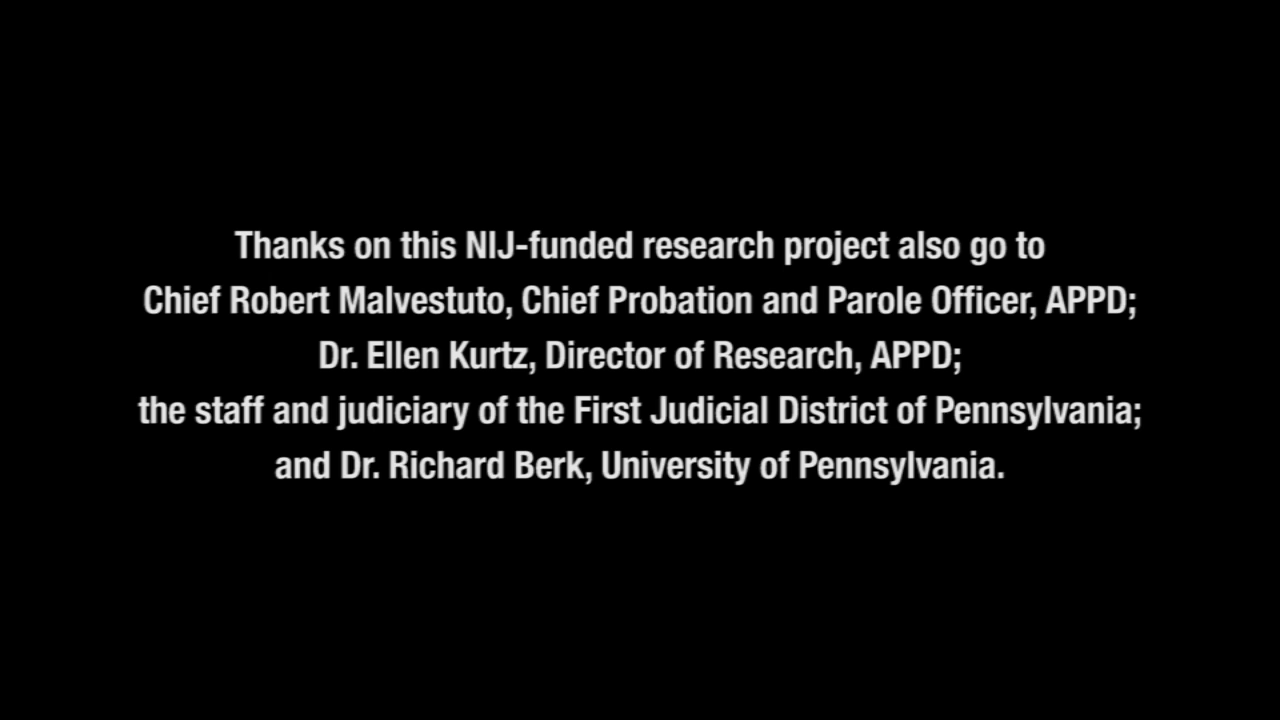 Thanks on this NIJ-funded research project also go to
Chief Robert Malvestuto, Chief Probation and Parole Officer, APPD;
Dr. Ellen Kurtz, Director of Research, APPD;
the staff and judiciary of the First Judicial District of Pennsylvania;
and Dr. Richard Berk, University of Pennsylvania.